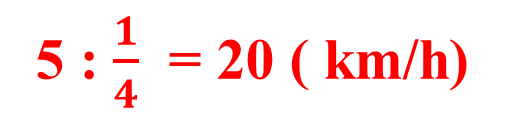 5 : 1/4 = 20 ( km/h)